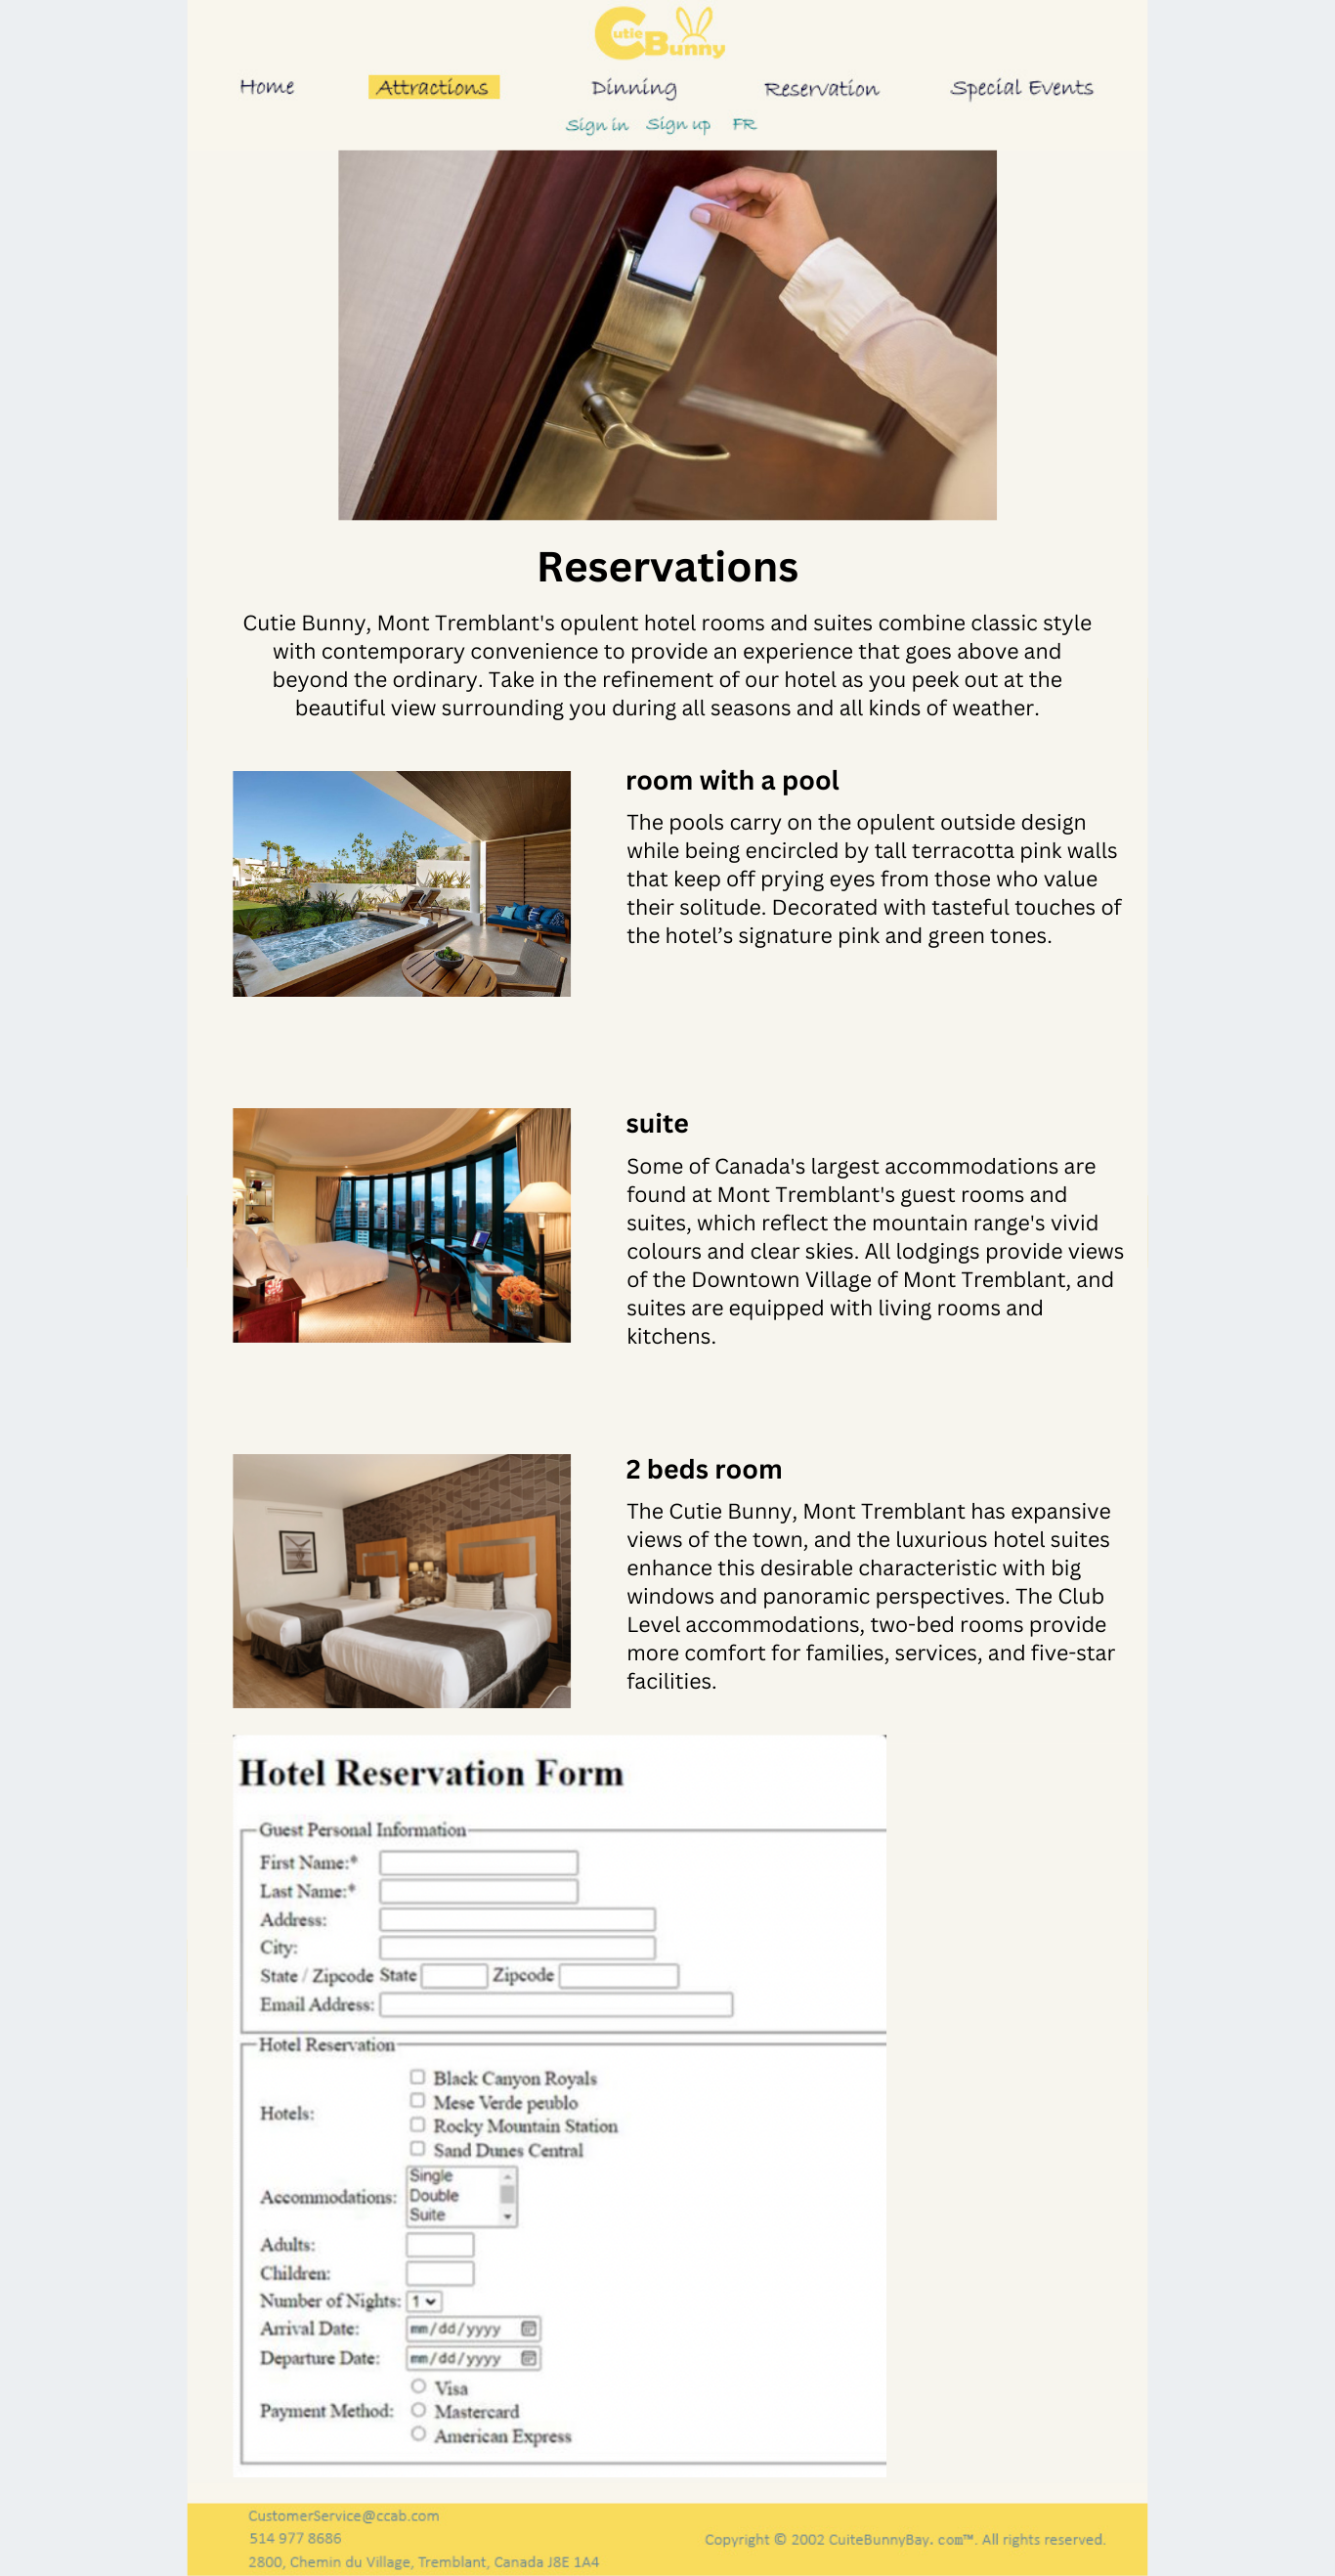 Cutie Bunny
Home Attractions Dinning Reservation Special Events
Sign in Sign up FR
Reservations
Cutie Bunny, Mont Tremblant's opulent hotel rooms and suites combine classic style
with contemporary convenience to provide an experience that goes above and
beyond the ordinary. Take in the refinement of our hotel as you peek out at the
beautiful view surrounding you during all seasons and all kinds of weather.
room with a pool
The pools carry on the opulent outside design
while being encircled by tall terracotta pink walls
that keep off prying eyes from those who value
their solitude. Decorated with tasteful touches of
the hotel’s signature pink and green tones.
suite
Some of Canada's largest accommodations are
found at Mont Tremblant's guest rooms and
suites, which reflect the mountain range's vivid
colours and clear skies. All lodgings provide views
of the Downtown Village of Mont Tremblant, and
suites are equipped with living rooms and
kitchens.
2 beds room
The Cutie Bunny, Mont Tremblant has expansive
views of the town, and the luxurious hotel suites
enhance this desirable characteristic with big
windows and panoramic perspectives. The Club
Level accommodations, two-bed rooms provide
more comfort for families, services, and five-star
facilities.
Hotel Reservation Form
Guest Personal Information
First Name:*
Last Name:*
Address:
City:
State / Zipcode State Zipcode
Email Address:
Hotel Reservation
Hotels:
Black Canyon Royals
Mese Verde peublo
Rocky Mountain Station
Sand Dunes Central
Accommodations:
Single
Double
Suite
Adults:
Children:
Number of Nights: 1
Arrival Date: mm/dd/yyyy
Departure Date: mm/dd/yyyy
Payment Method:
Visa
Mastercard
American Express
CustomerService@ccab.com
514 977 8686
2800, Chemin du Village, Tremblant, Canada J8E 1A4
Copyright © 2002 CuiteBunnyBay. com™. All rights reserved.